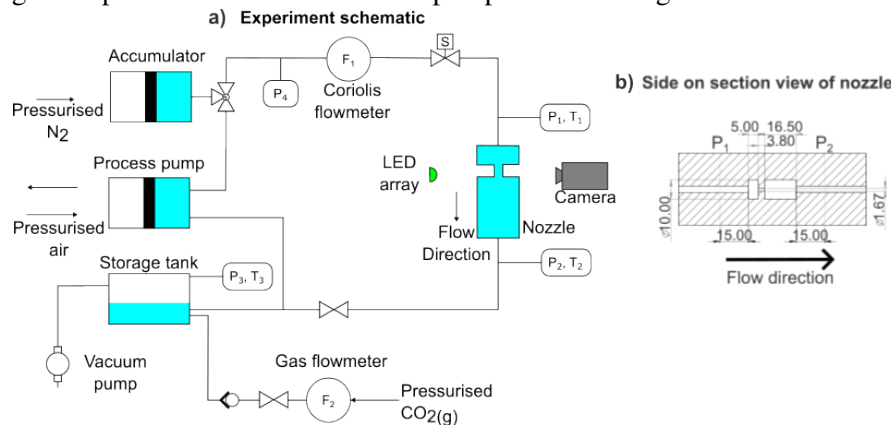 a) Experiment schematic
Accumulator
Pressurised
N2
P4
F1
Coriolis
flowmeter
S
P1, T1
Process pump
Pressurised
air
LED
array
Camera
Flow
Direction
Nozzle
Storage tank
P3, T3
P2, T2
Vacuum
pump
Gas flowmeter
F2
Pressurised
CO2(g)
b) Side on section view of nozzle
5.00 16.50
P1 3.80 P2
⌀10.00
⌀1.67
15.00 15.00
Flow direction